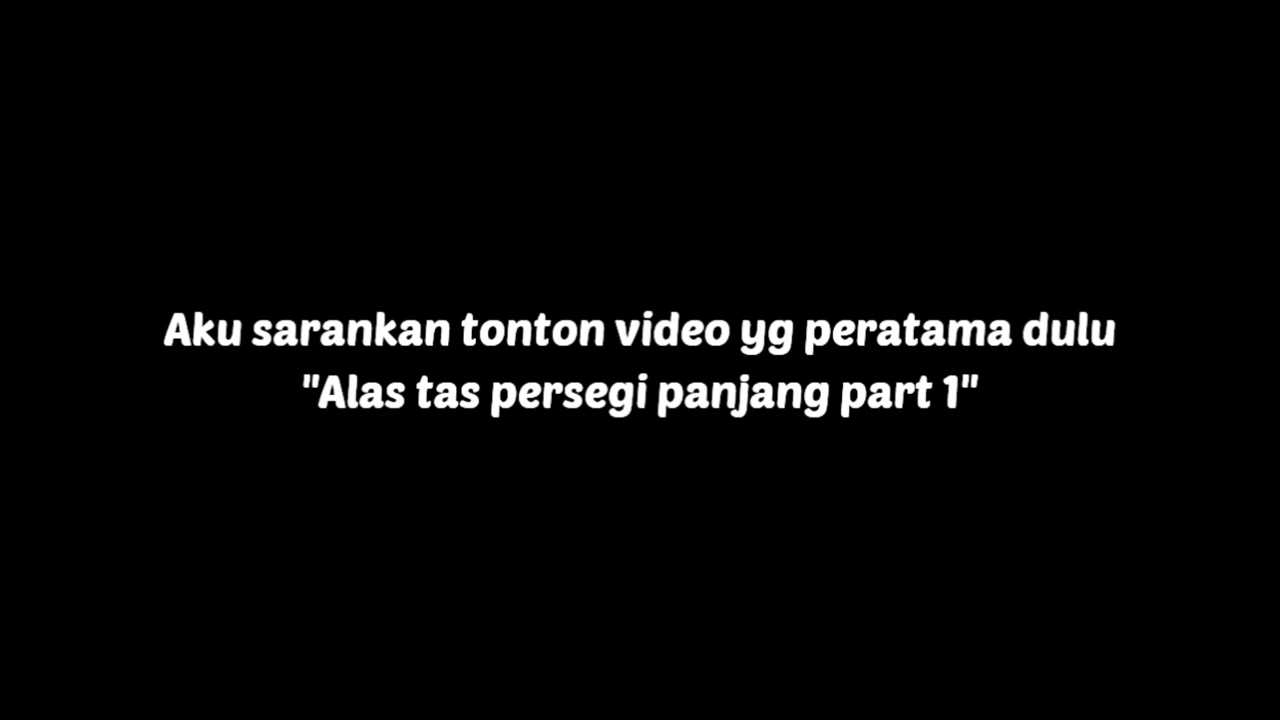 Aku sarankan tonton video yg peratama dulu
"Alas tas persegi panjang part 1"